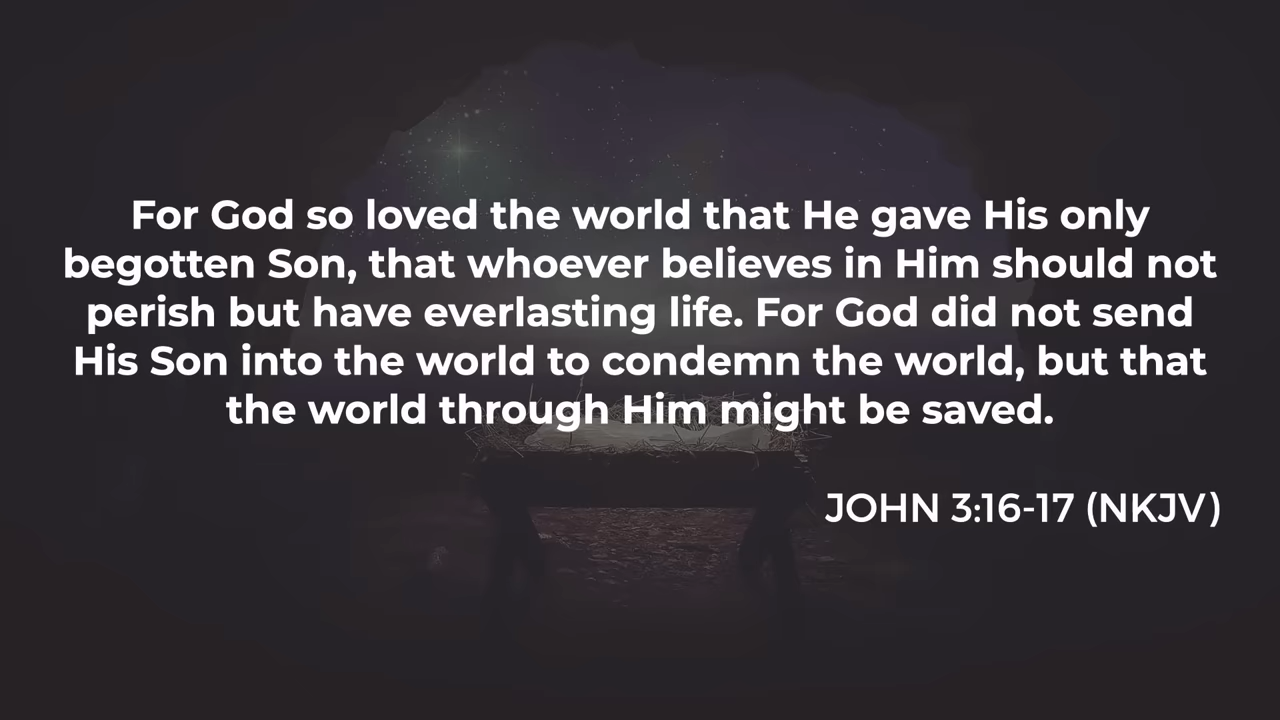 For God so loved the world that He gave His only
begotten Son, that whoever believes in Him should not
perish but have everlasting life. For God did not send
His Son into the world to condemn the world, but that
the world through Him might be saved.
JOHN 3:16-17 (NKJV)